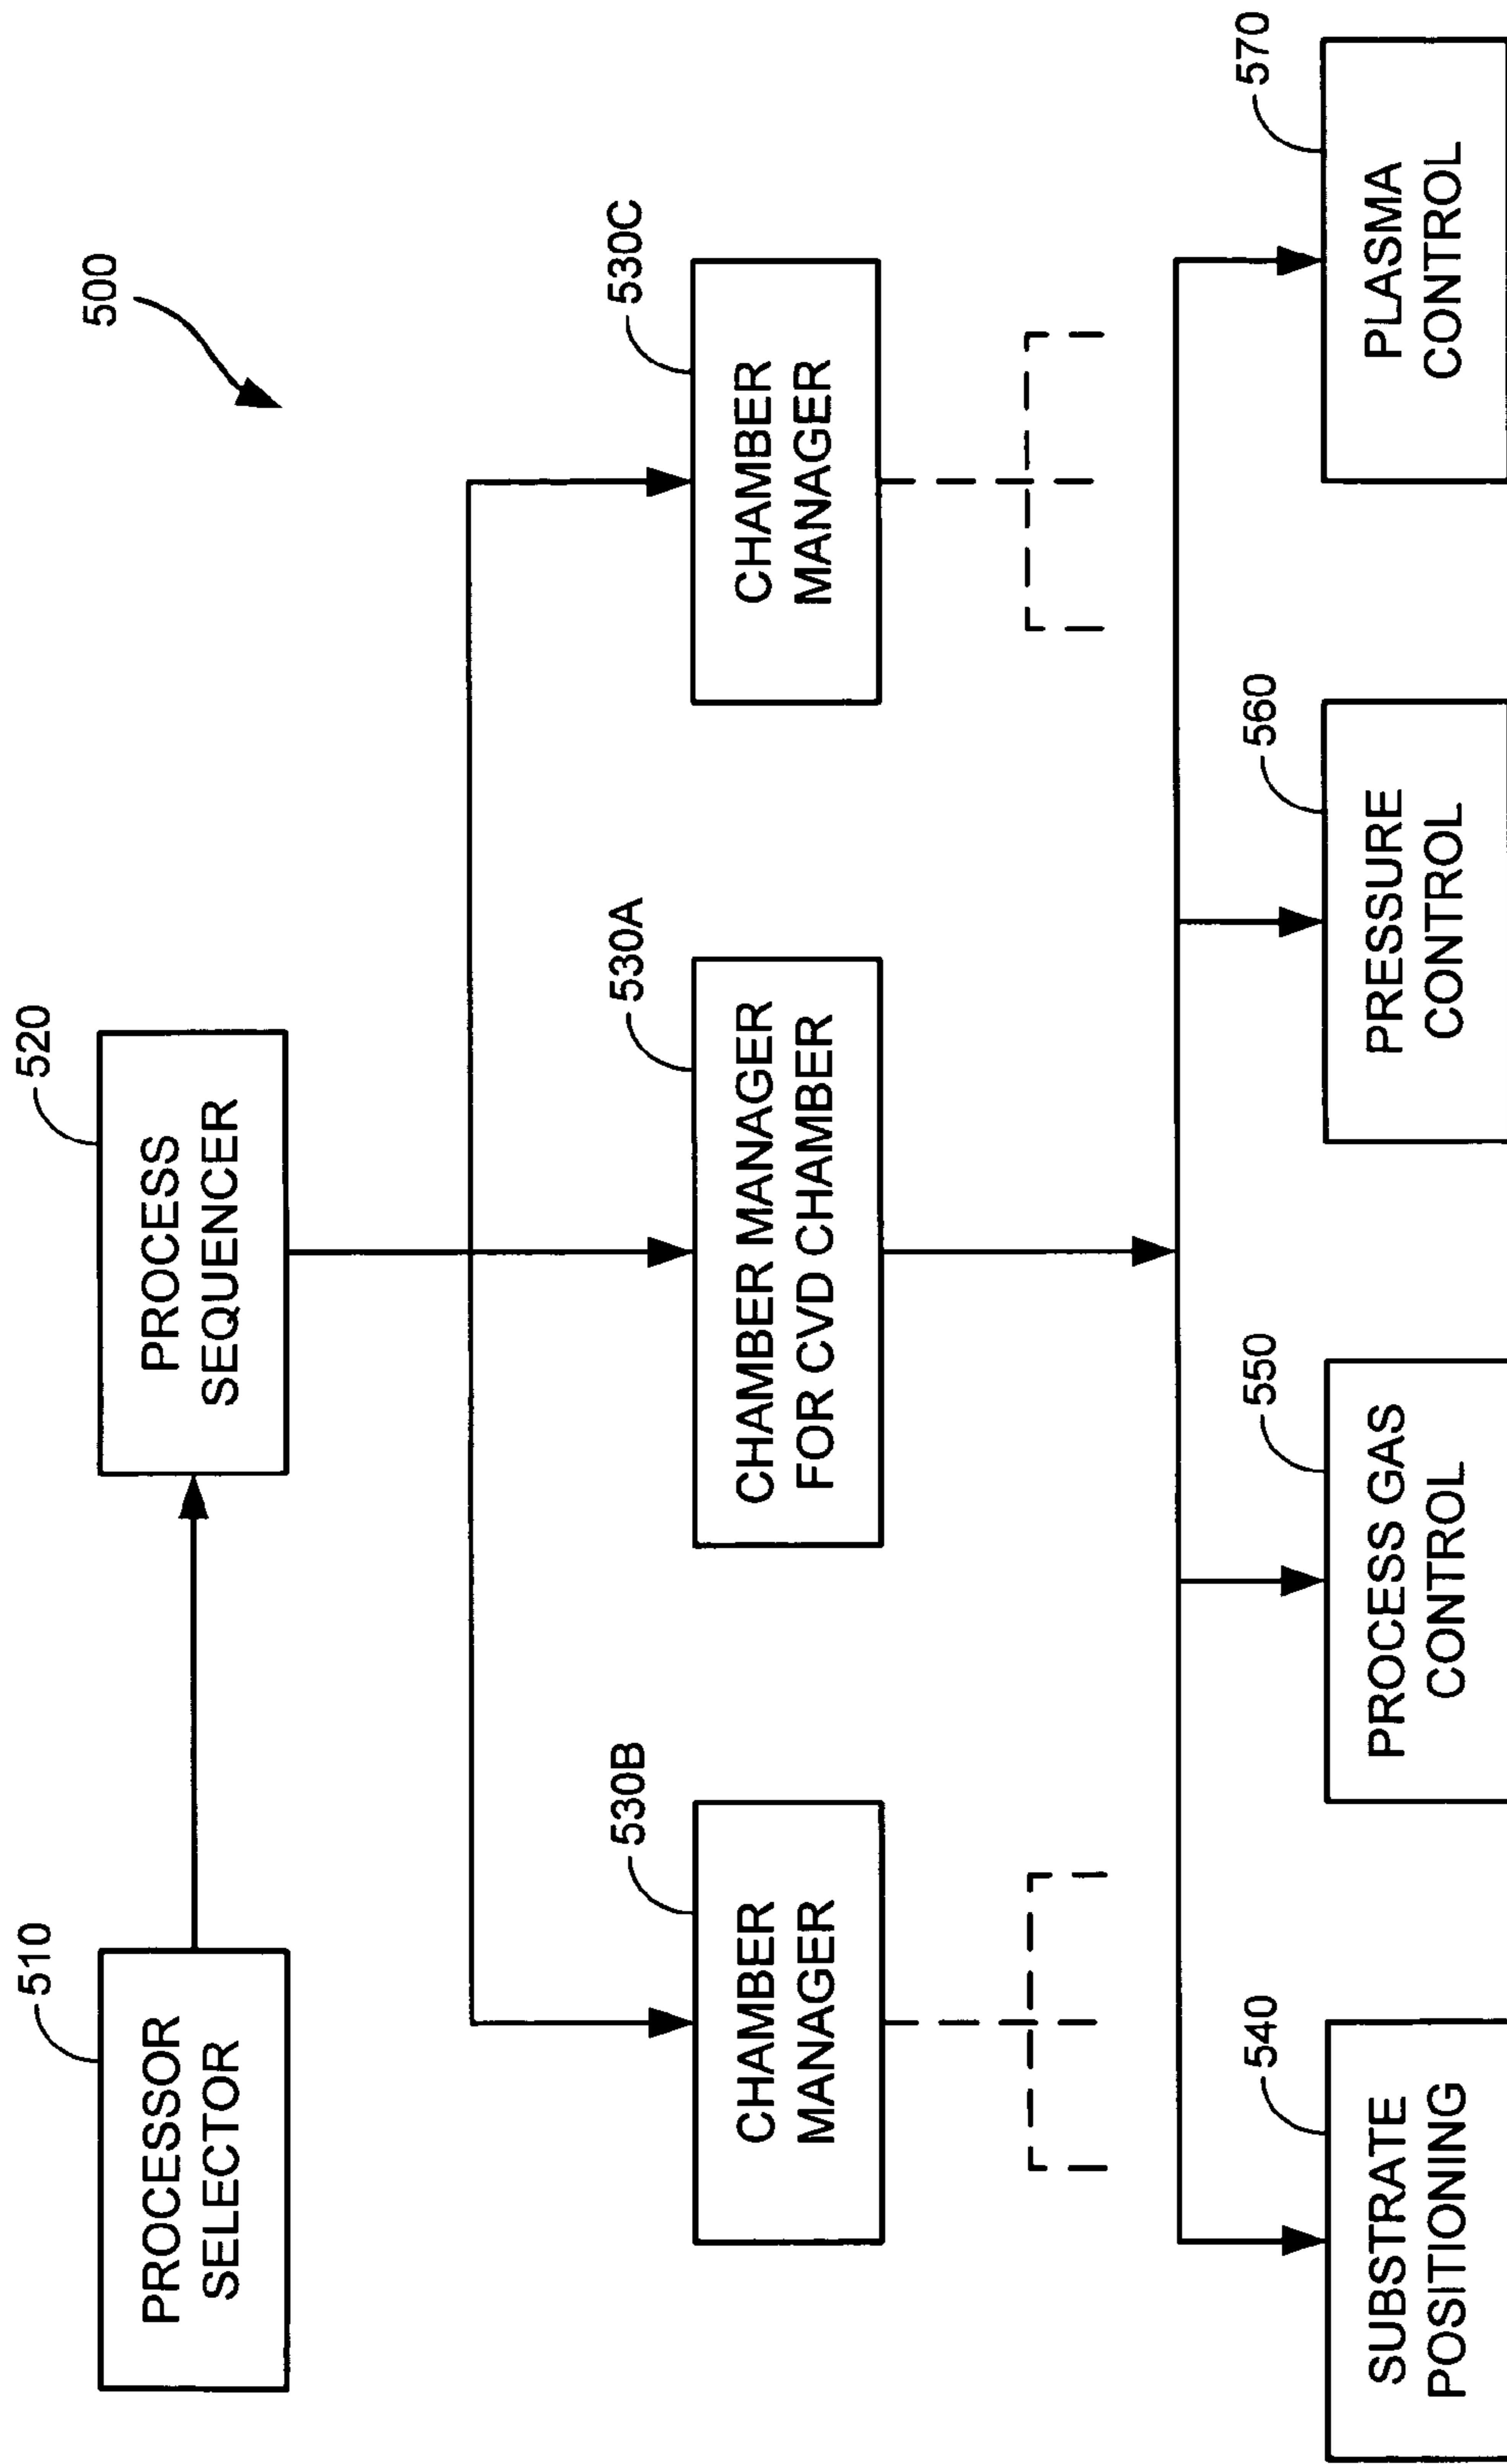 500
510
PROCESSOR
SELECTOR
520
PROCESS
SEQUENCER
530B
CHAMBER
MANAGER
530A
CHAMBER MANAGER
FOR CVD CHAMBER
530C
CHAMBER
MANAGER
540
SUBSTRATE
POSITIONING
550
PROCESS GAS
CONTROL
560
PRESSURE
CONTROL
570
PLASMA
CONTROL